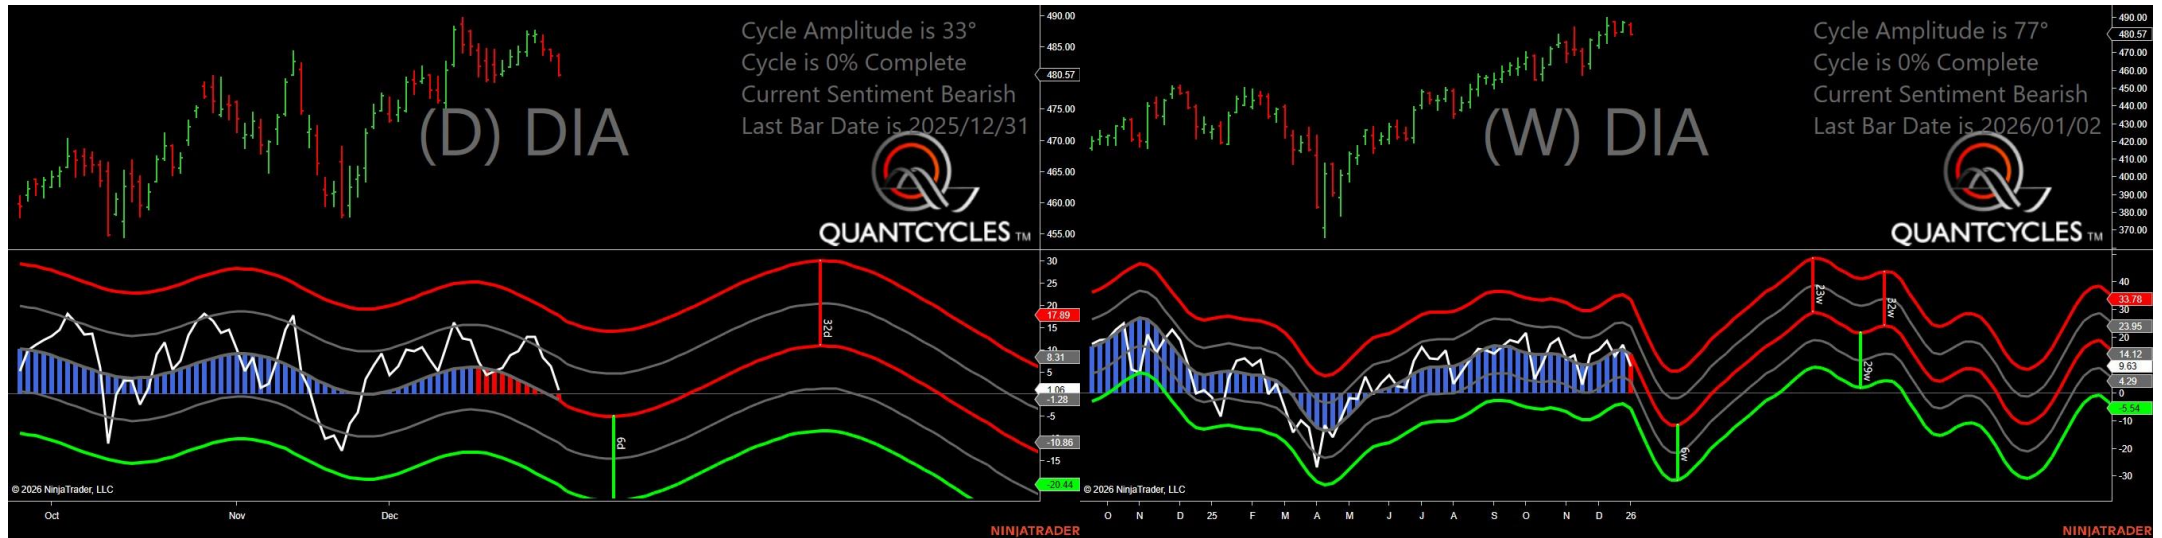 Cycle Amplitude is 33°
Cycle is 0% Complete
Current Sentiment Bearish
Last Bar Date is 2025/12/31
(D) DIA
QUANTCYCLES TM
490.00
485.00
480.57
475.00
470.00
465.00
460.00
455.00
30
25
20
17.89
15
10
8.31
5
1.06
-1.28
-5
-10.86
-15
-20.44
32d
6d
© 2026 NinjaTrader, LLC
Oct
Nov
Dec
NINJATRADER
Cycle Amplitude is 77°
Cycle is 0% Complete
Current Sentiment Bearish
Last Bar Date is 2026/01/02
(W) DIA
QUANTCYCLES TM
490.00
480.57
470.00
460.00
450.00
440.00
430.00
420.00
410.00
400.00
390.00
380.00
370.00
40
33.78
30
23.95
20
14.12
9.63
4.29
0
-5.54
-10
-20
-30
23w
32w
29w
6w
© 2026 NinjaTrader, LLC
O N D 25 F M A M J J A S O N D 26
NINJATRADER